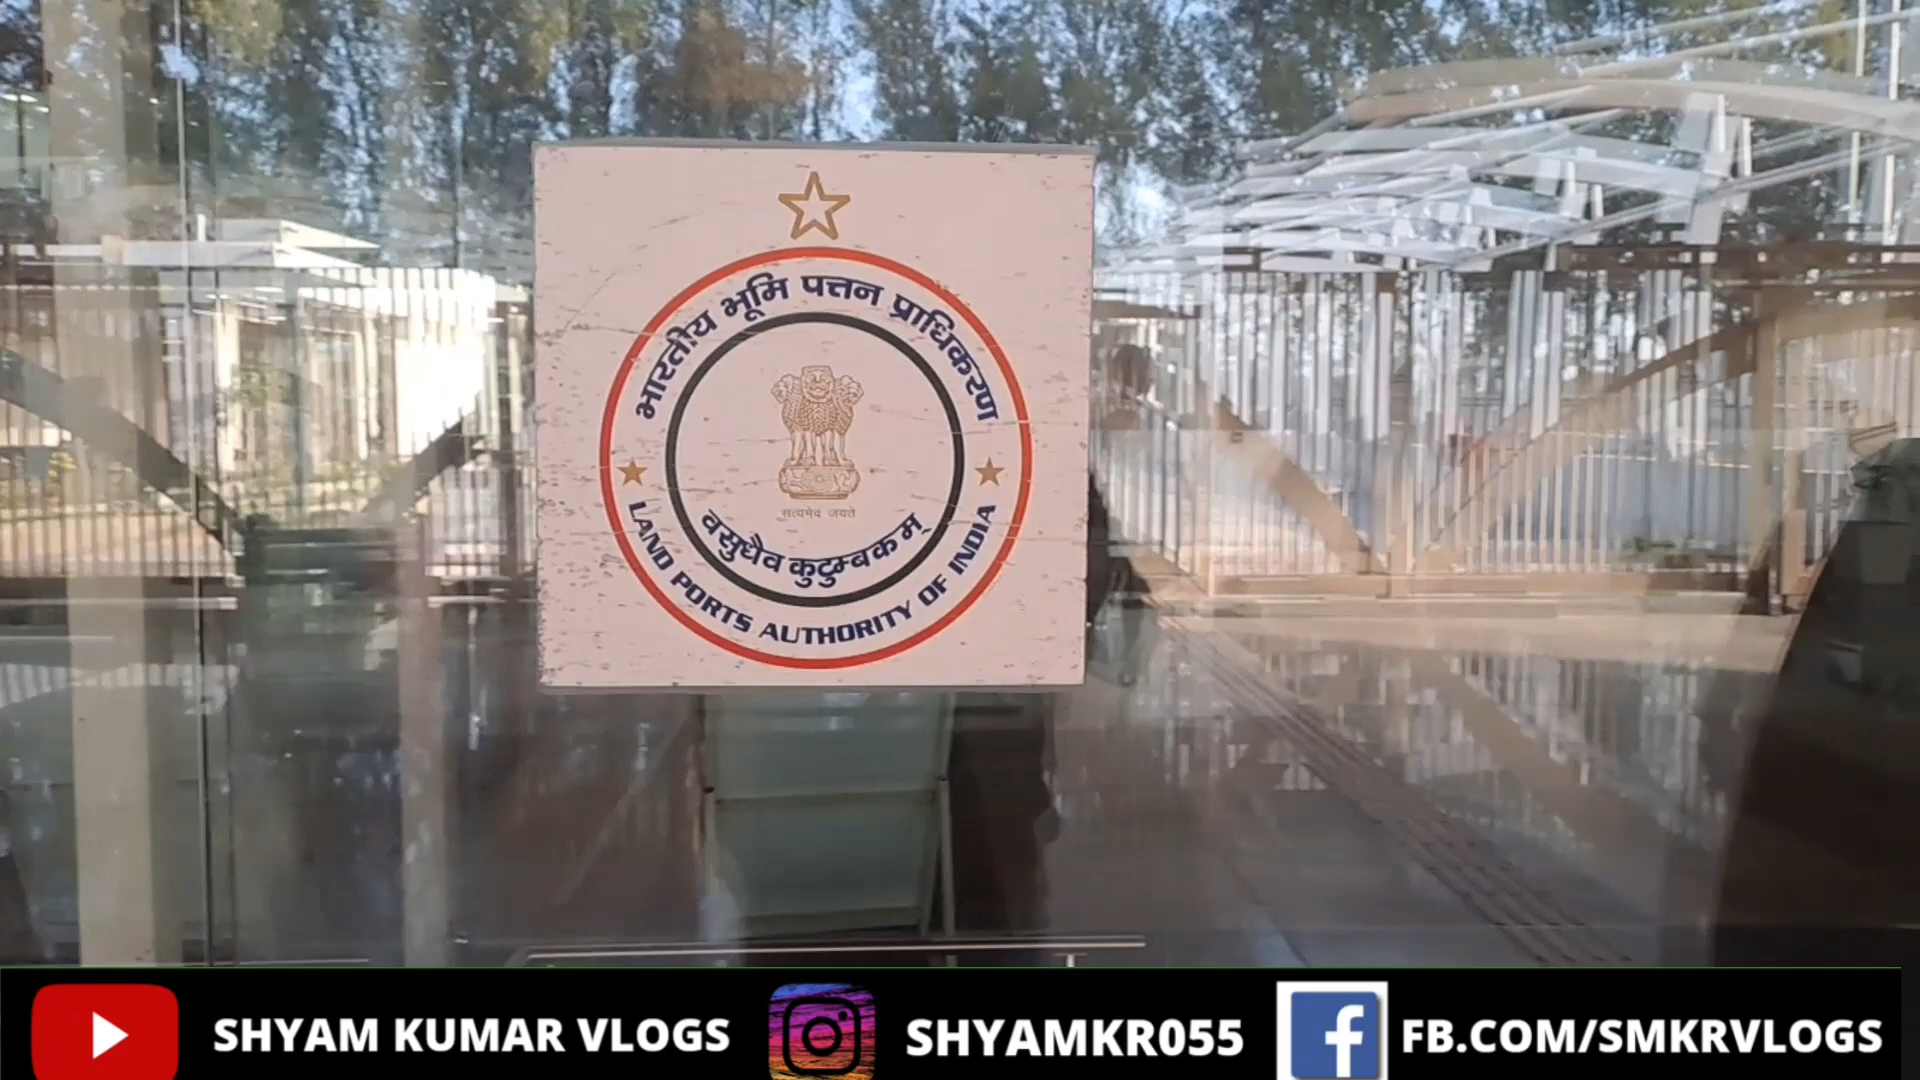 भारतीय भूमि पत्तन प्राधिकरण
सत्यमेव जयते
वसुधैव कुटुम्बकम्
LAND PORTS AUTHORITY OF INDIA
SHYAM KUMAR VLOGS
SHYAMKR055
FB.COM/SMKRVLOGS